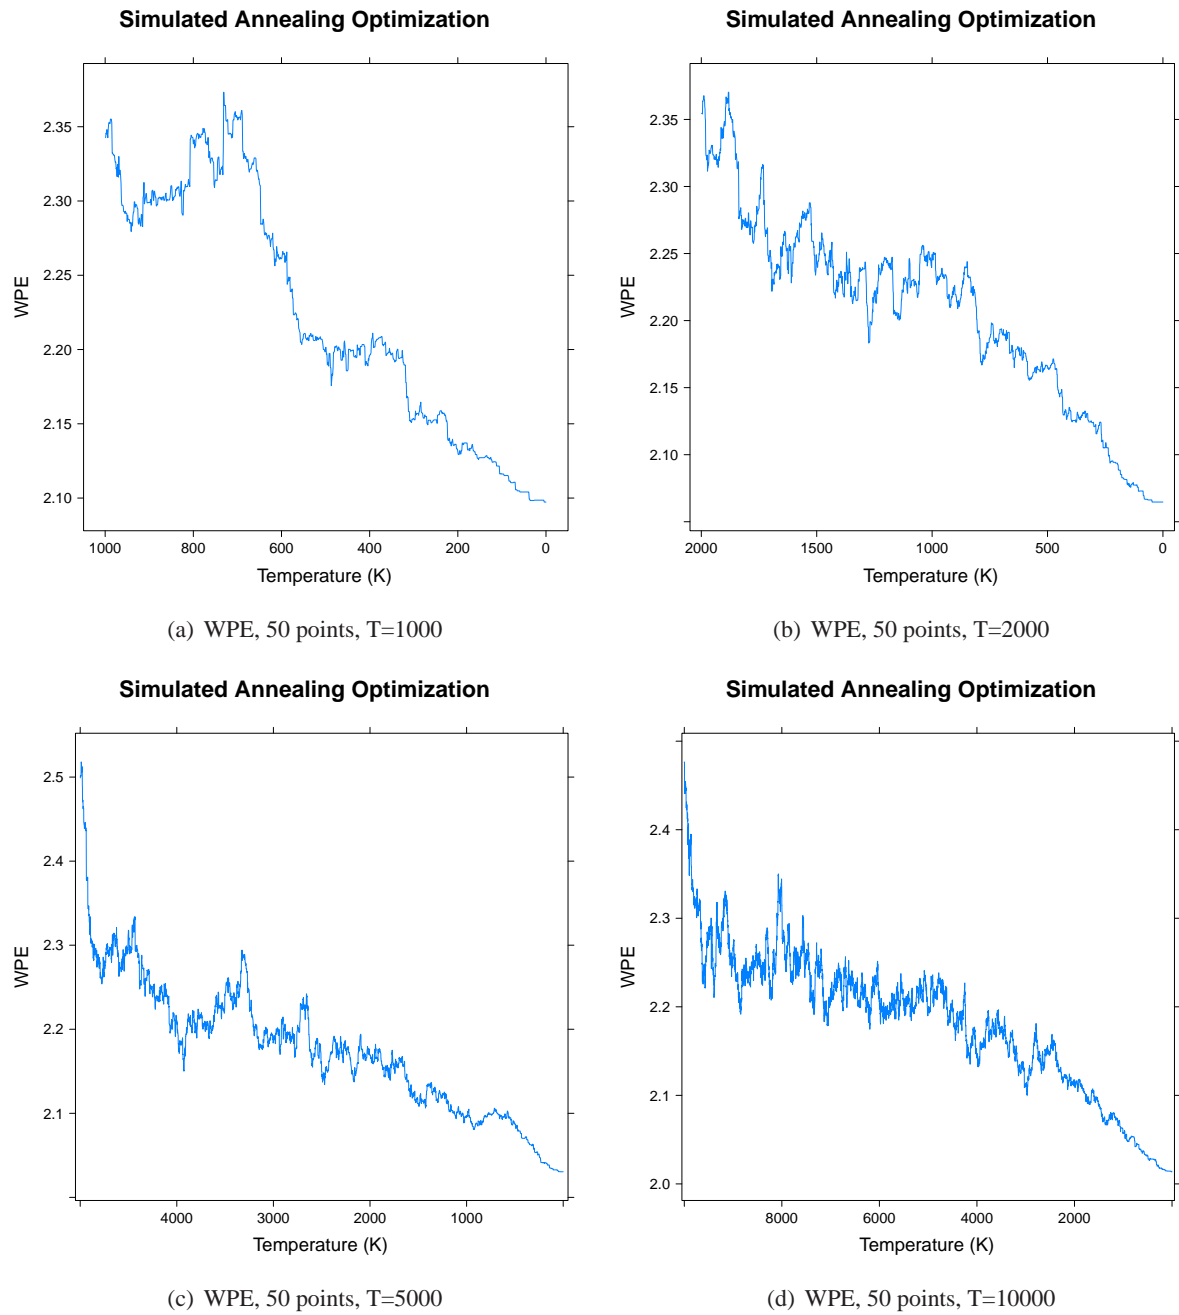 Simulated Annealing Optimization
2.35
2.30
2.25
2.20
2.15
2.10
WPE
1000 800 600 400 200 0
Temperature (K)
(a) WPE, 50 points, T=1000
Simulated Annealing Optimization
2.35
2.30
2.25
2.20
2.15
2.10
WPE
2000 1500 1000 500 0
Temperature (K)
(b) WPE, 50 points, T=2000
Simulated Annealing Optimization
2.5
2.4
2.3
2.2
2.1
WPE
4000 3000 2000 1000
Temperature (K)
(c) WPE, 50 points, T=5000
Simulated Annealing Optimization
2.4
2.3
2.2
2.1
2.0
WPE
8000 6000 4000 2000
Temperature (K)
(d) WPE, 50 points, T=10000